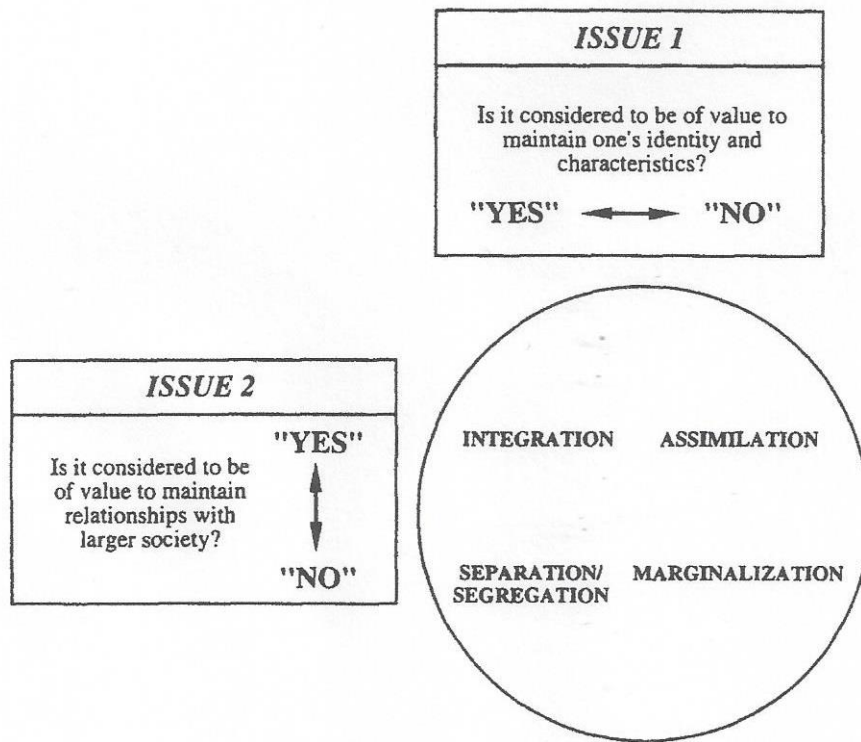 ISSUE 1
Is it considered to be of value to
maintain one's identity and
characteristics?
"YES" "NO"
ISSUE 2
Is it considered to be
of value to maintain
relationships with
larger society?
"YES"
"NO"
INTEGRATION ASSIMILATION
SEPARATION/
SEGREGATION
MARGINALIZATION